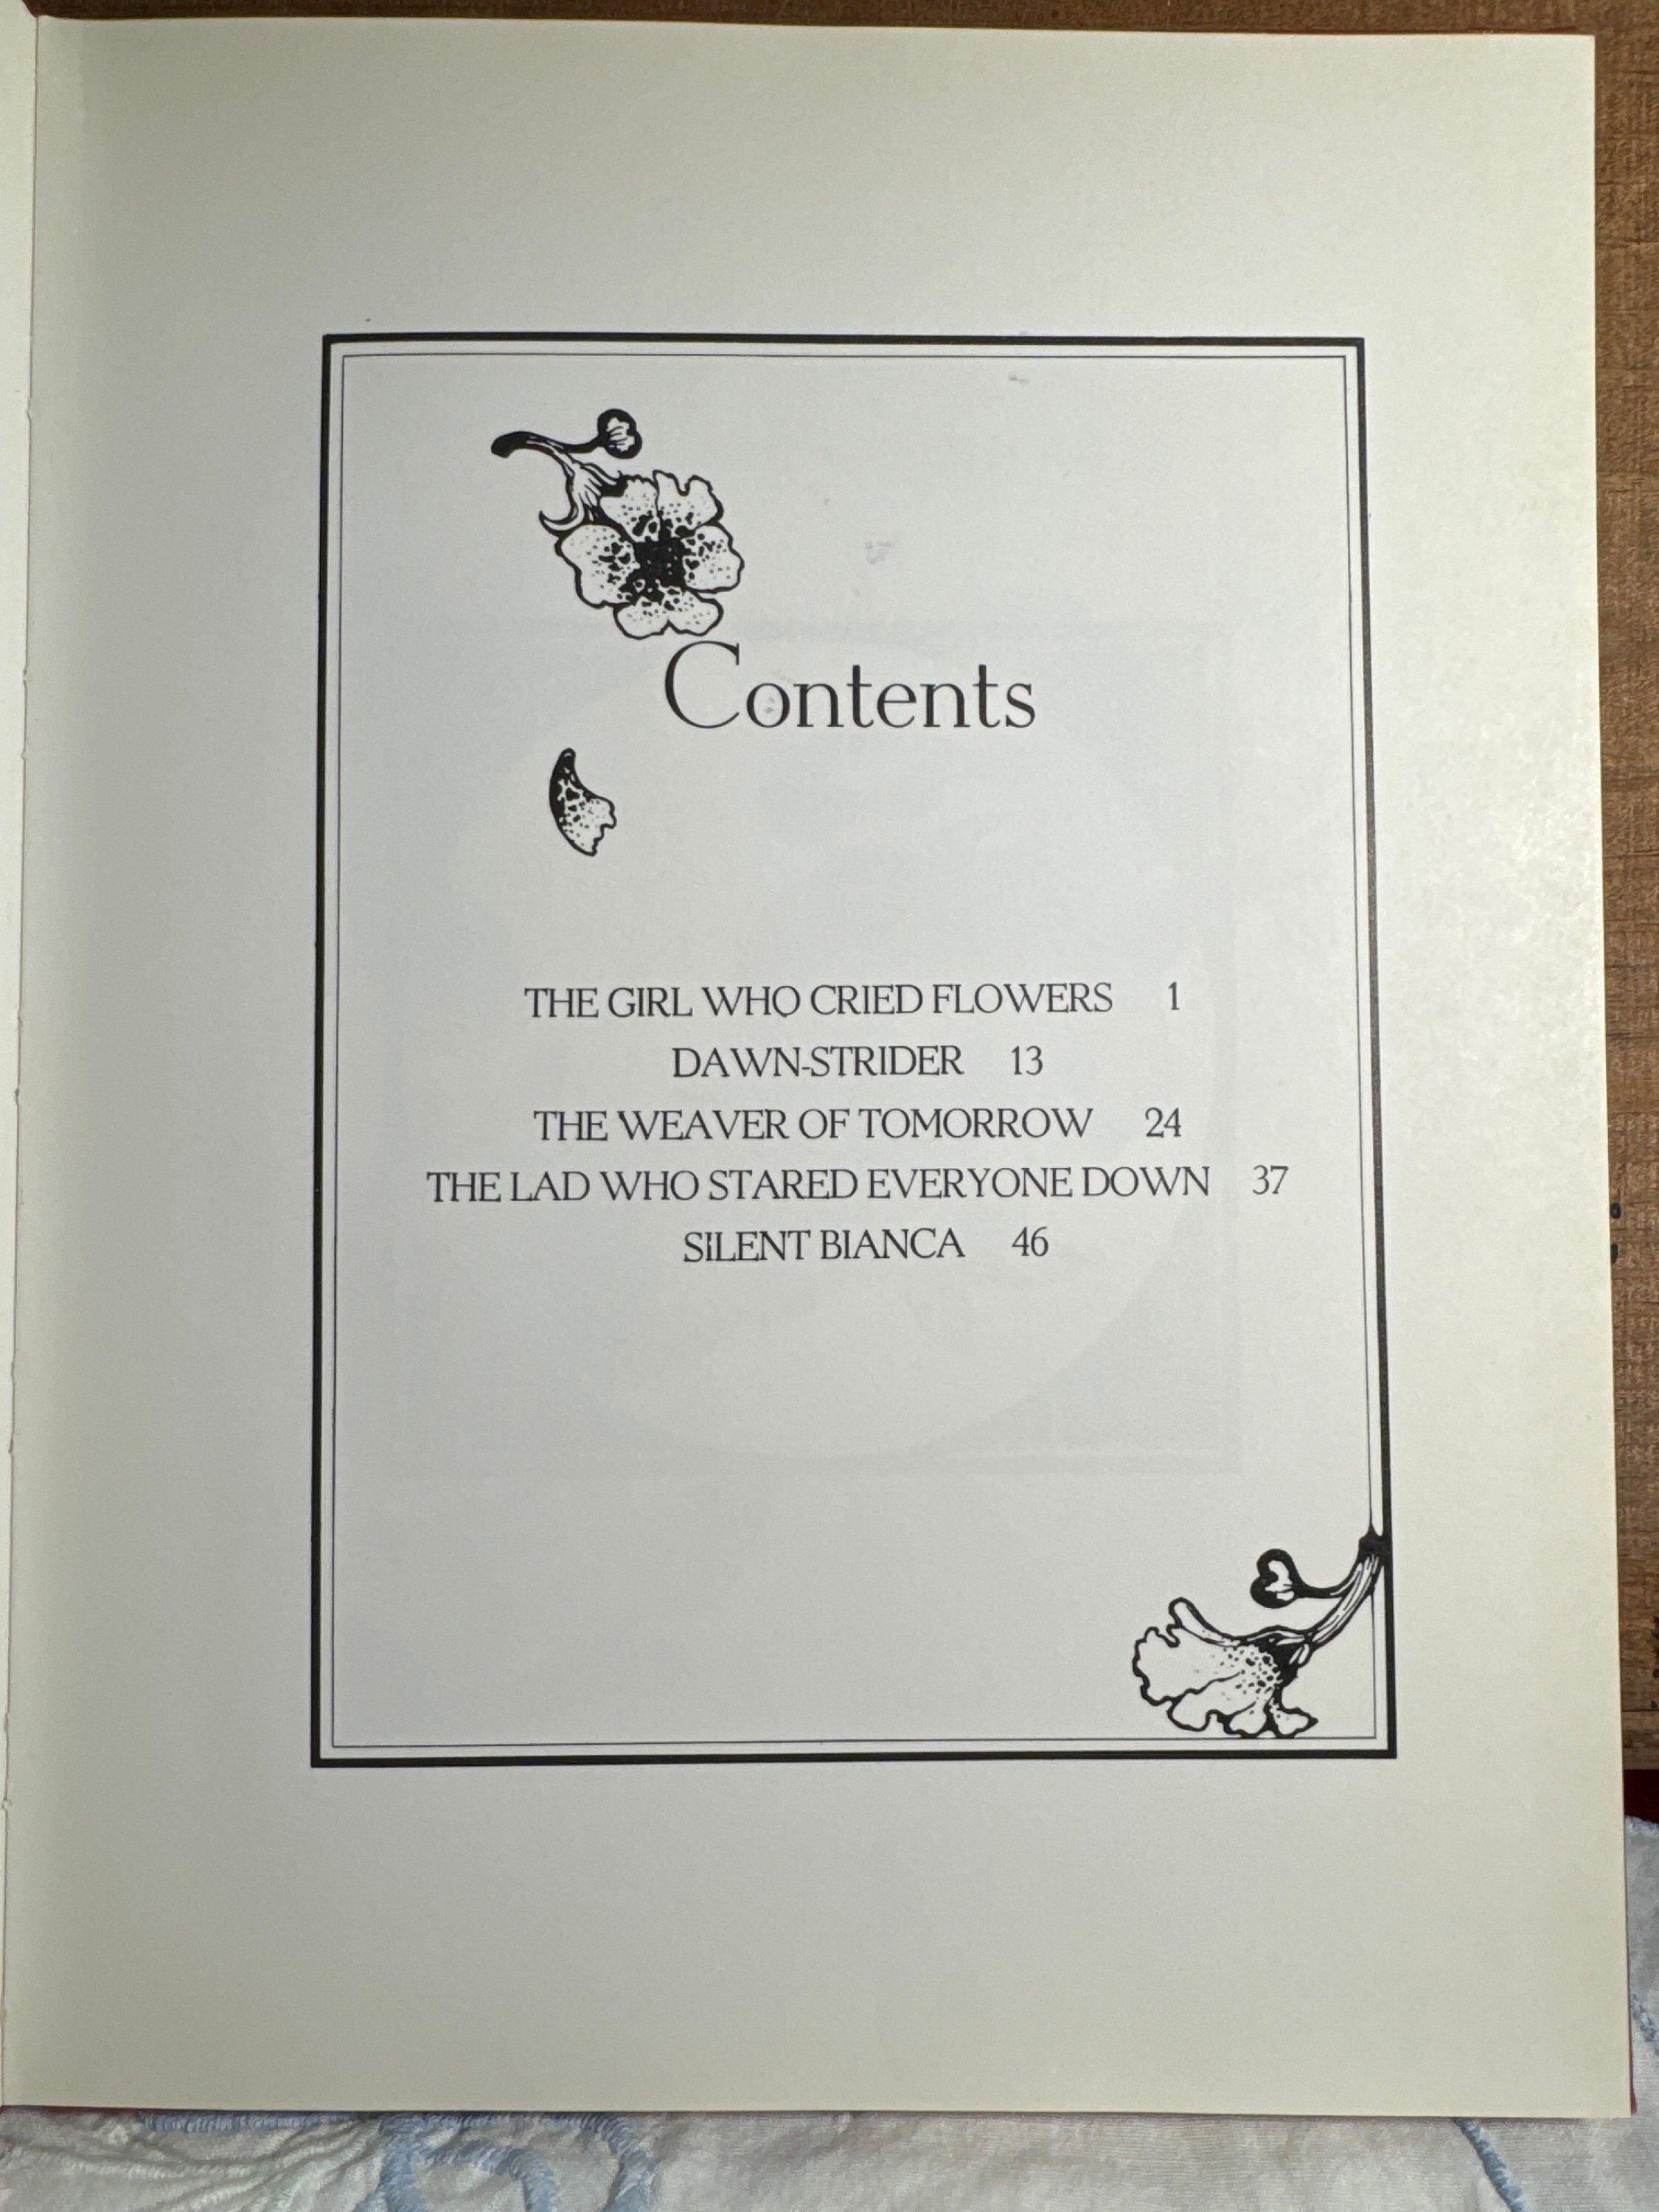 Contents
THE GIRL WHO CRIED FLOWERS 1
DAWN-STRIDER 13
THE WEAVER OF TOMORROW 24
THE LAD WHO STARED EVERYONE DOWN 37
SILENT BIANCA 46